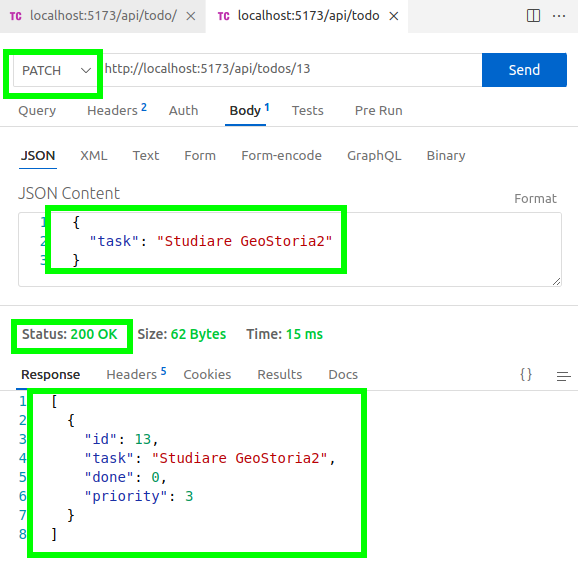 TC localhost:5173/api/todo/ × TC localhost:5173/api/todo ×
PATCH http://localhost:5173/api/todos/13 Send
Query Headers 2 Auth Body 1 Tests Pre Run
JSON XML Text Form Form-encode GraphQL Binary
JSON Content Format
1 {
2 "task": "Studiare GeoStoria2"
3 }
Status: 200 OK Size: 62 Bytes Time: 15 ms
Response Headers 5 Cookies Results Docs {}
1 [
2 {
3 "id": 13,
4 "task": "Studiare GeoStoria2",
5 "done": 0,
6 "priority": 3
7 }
8 ]